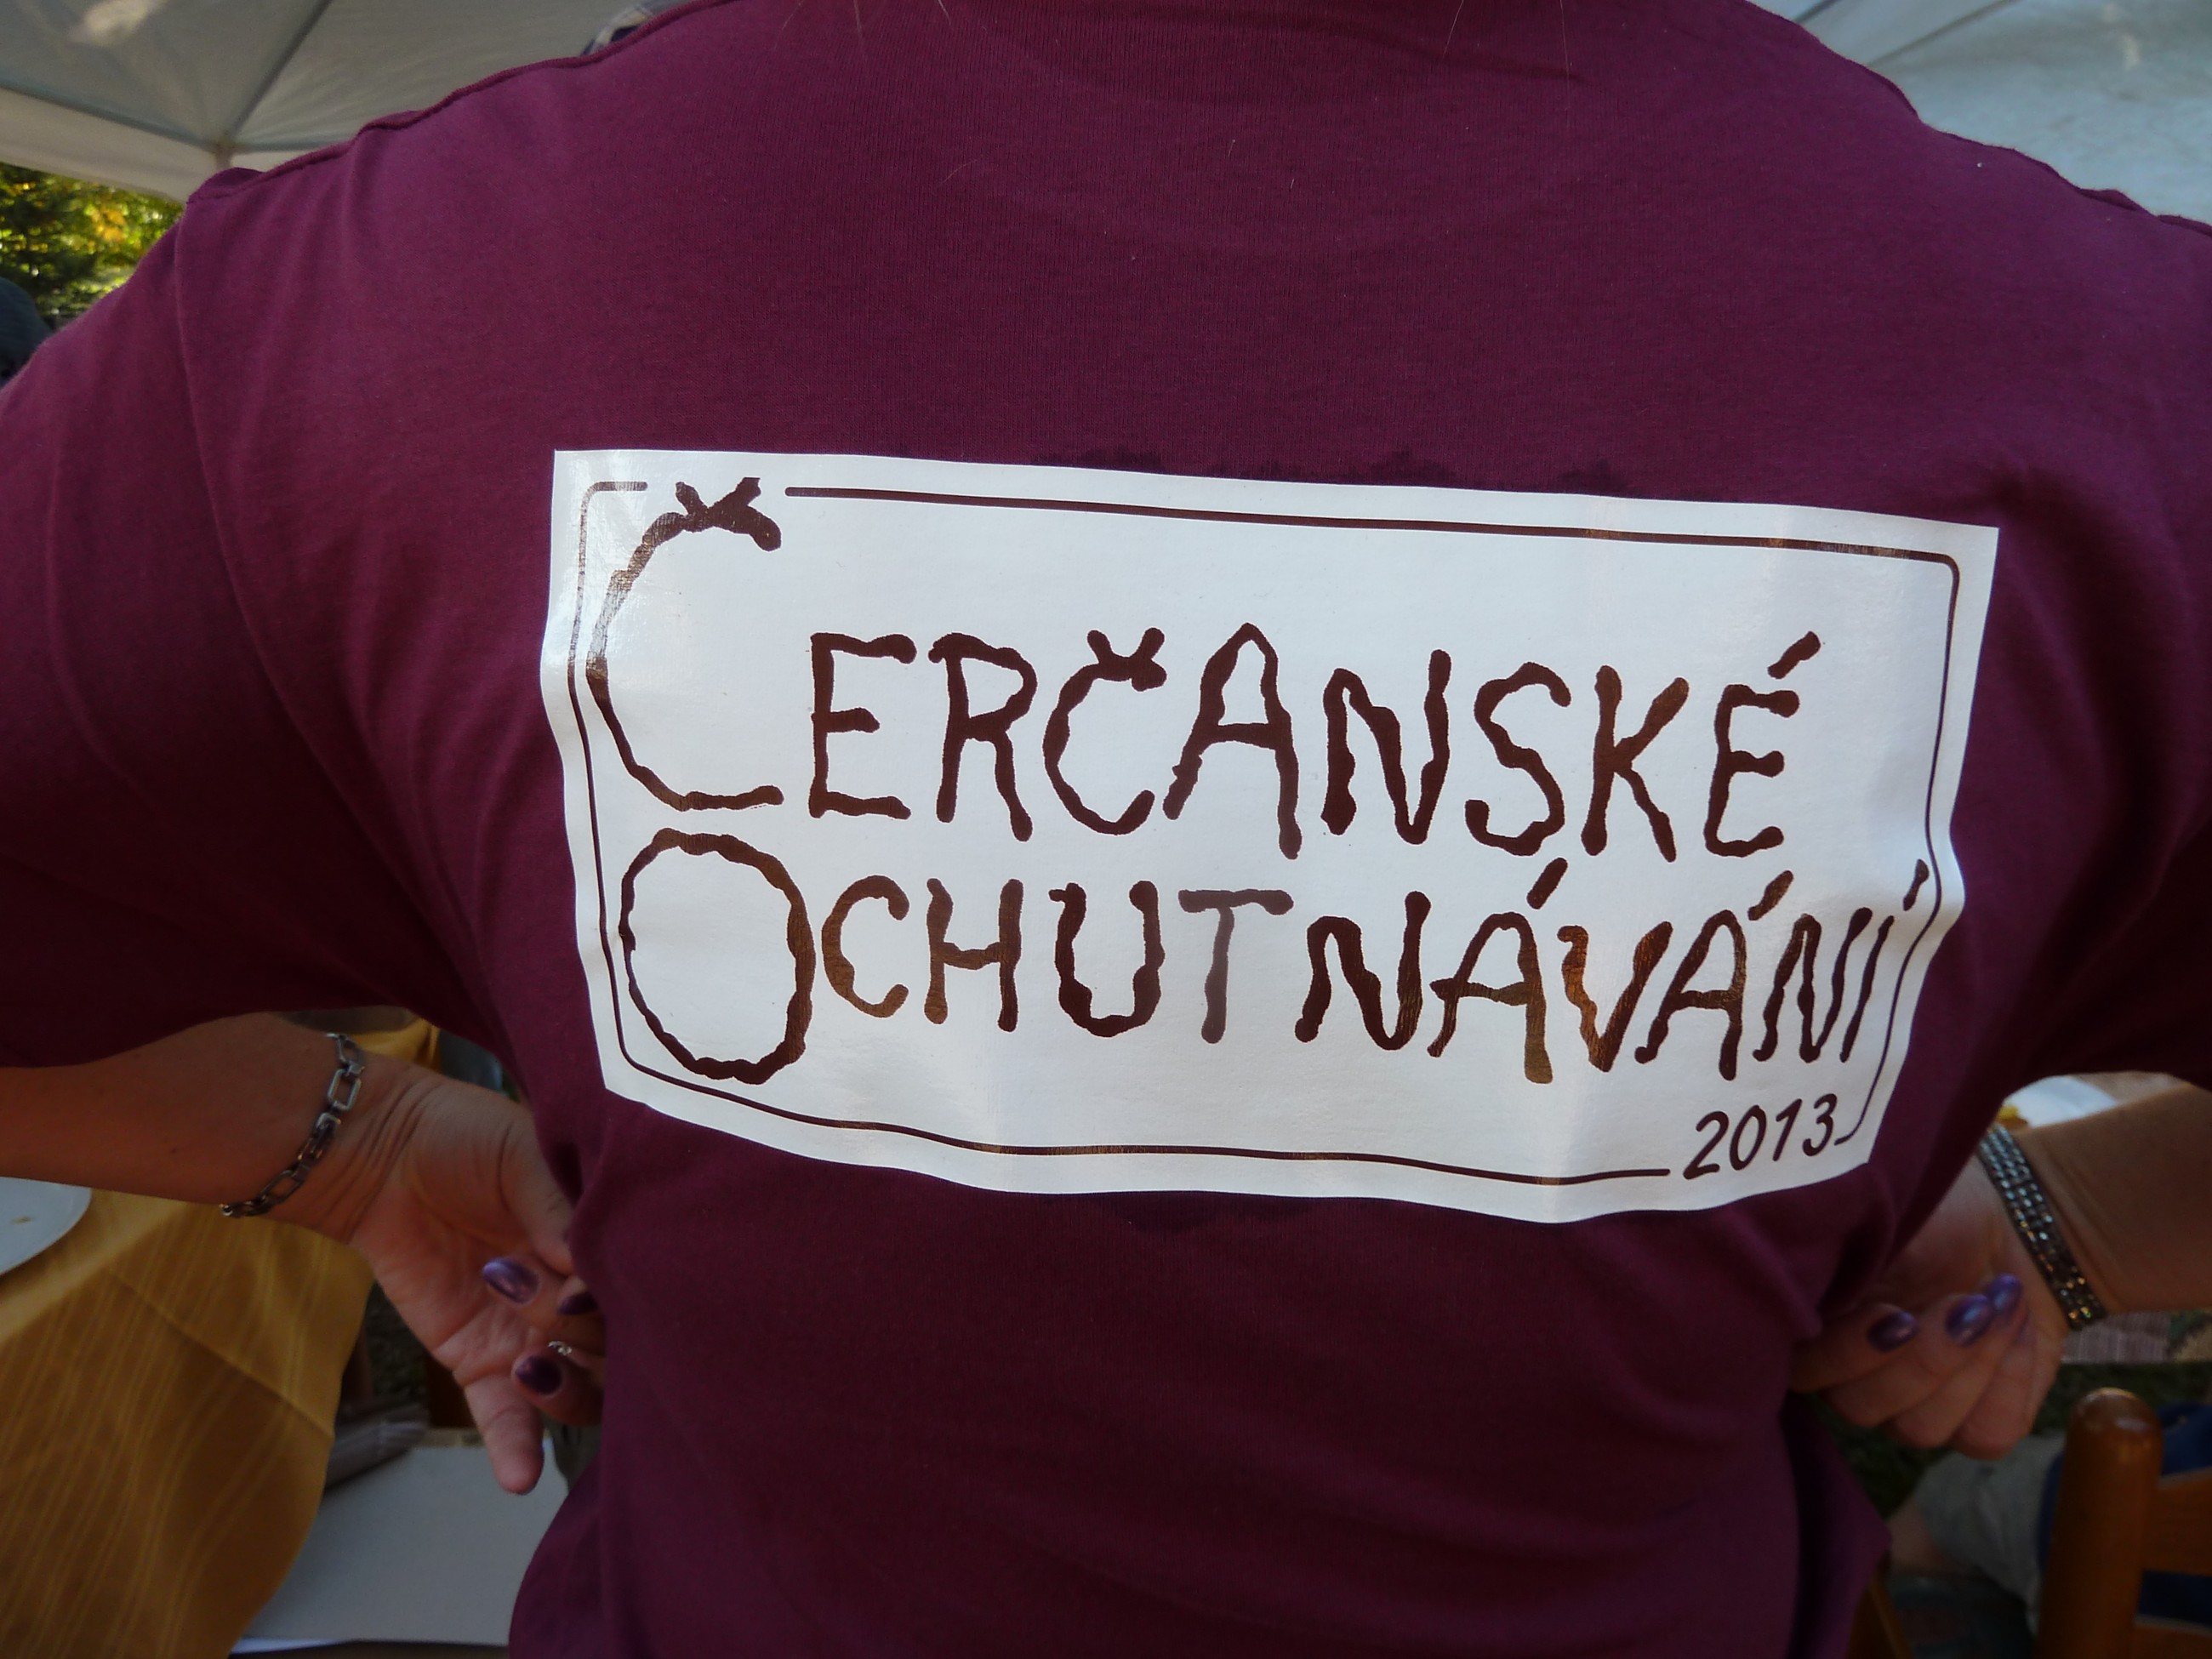 ČERČANSKÉ
OCHUTNÁVÁNÍ
2013